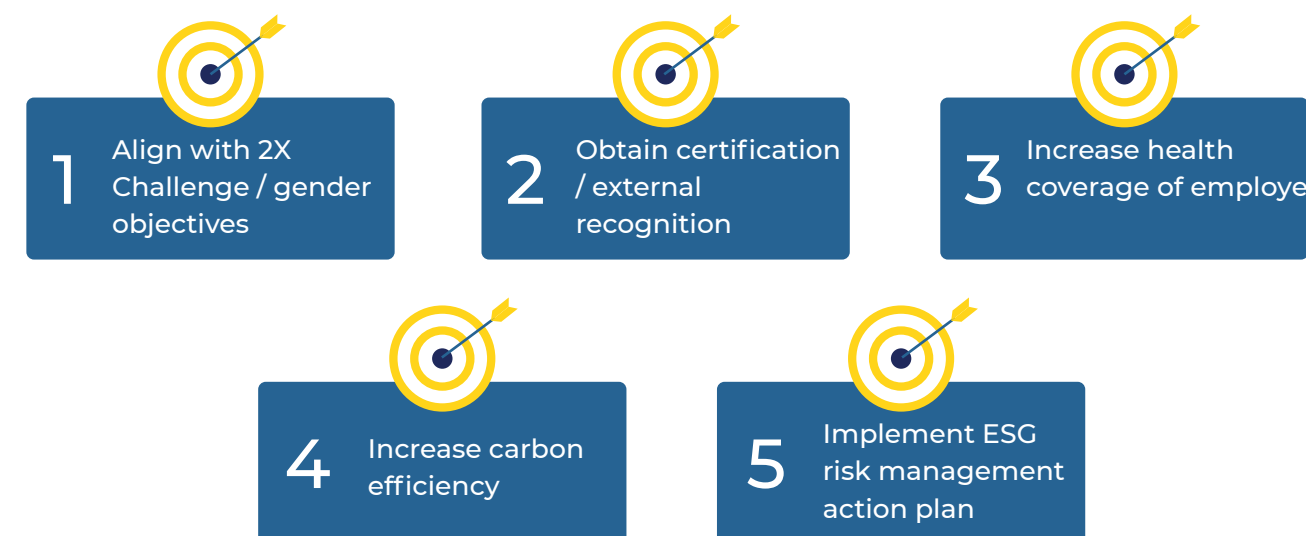 1
Align with 2X
Challenge / gender
objectives
2
Obtain certification
/ external
recognition
3
Increase health
coverage of employe
4
Increase carbon
efficiency
5
Implement ESG
risk management
action plan